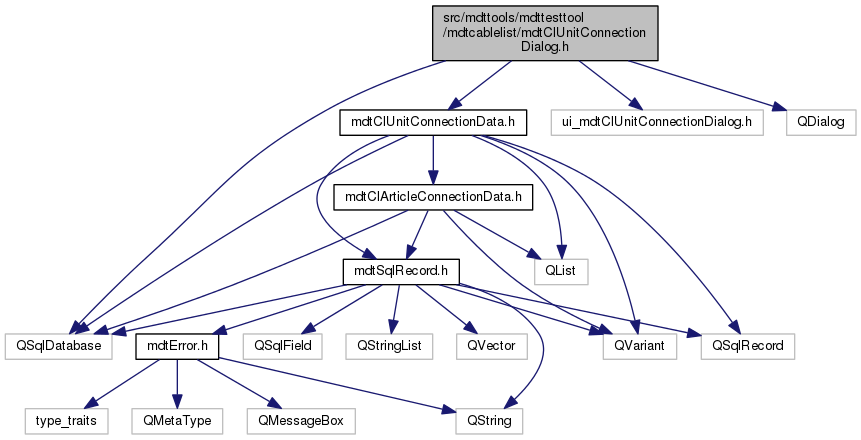 src/mdttools/mdttesttool
/mdtcablelist/mdtClUnitConnection
Dialog.h
mdtClUnitConnectionData.h
ui_mdtClUnitConnectionDialog.h
QDialog
mdtClArticleConnectionData.h
mdtSqlRecord.h
QList
QSqlDatabase
mdtError.h
QSqlField
QStringList
QVector
QVariant
QSqlRecord
type_traits
QMetaType
QMessageBox
QString